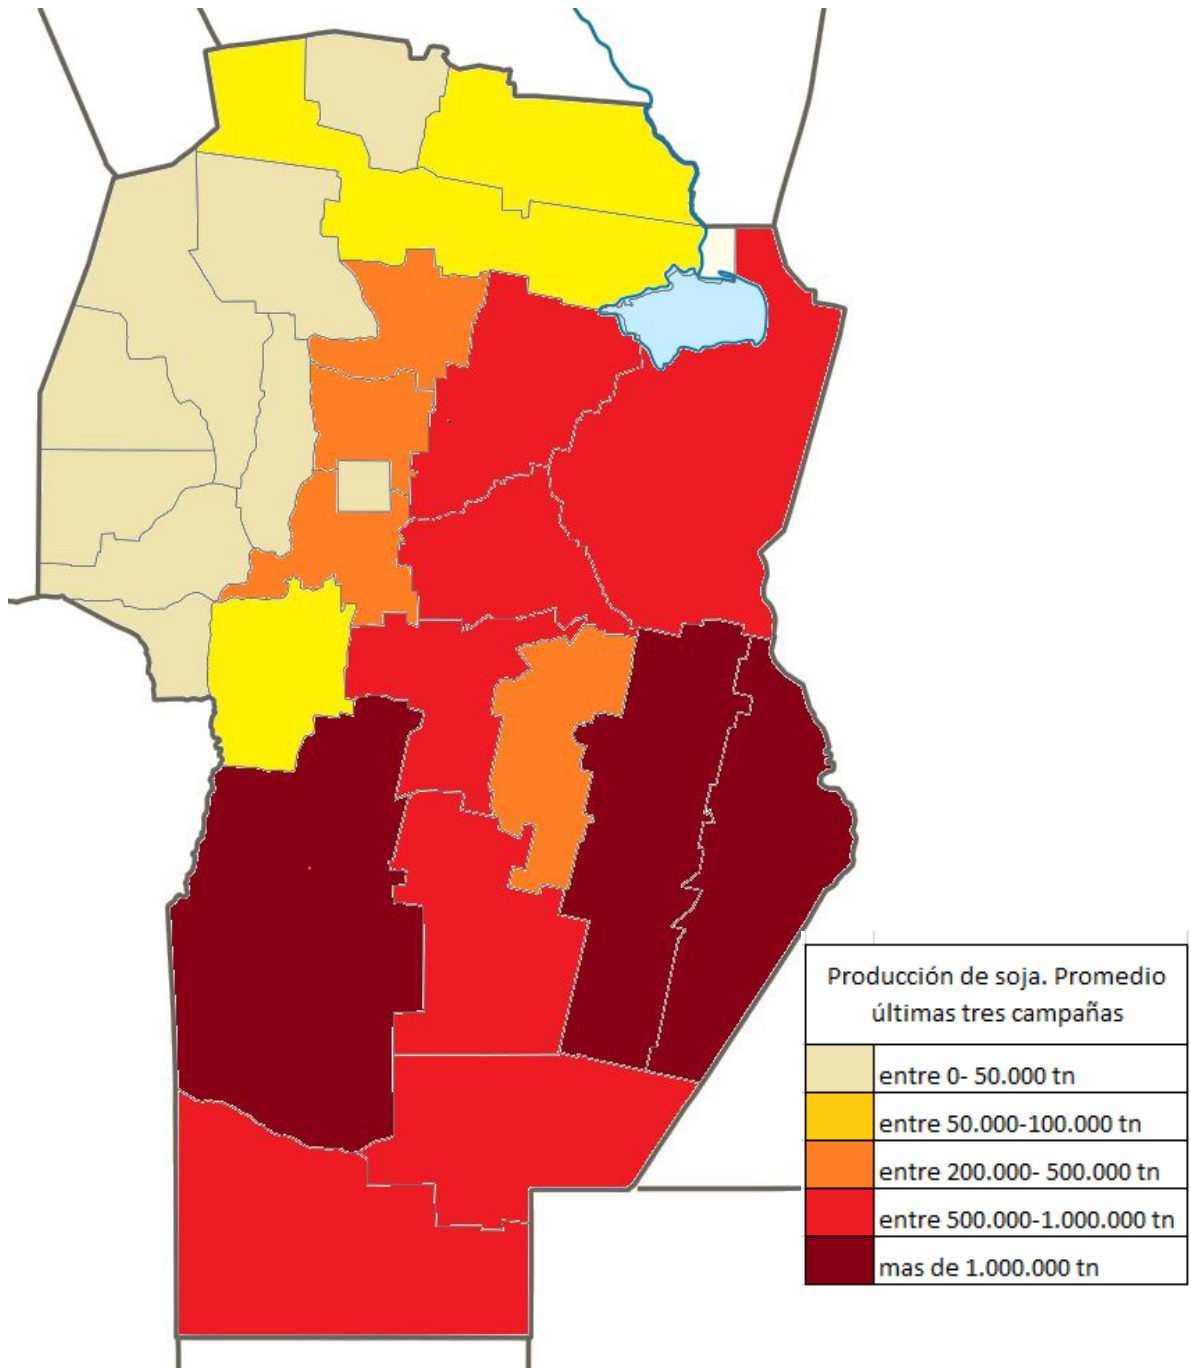 Producción de soja. Promedio
últimas tres campañas
entre 0- 50.000 tn
entre 50.000-100.000 tn
entre 200.000- 500.000 tn
entre 500.000-1.000.000 tn
mas de 1.000.000 tn